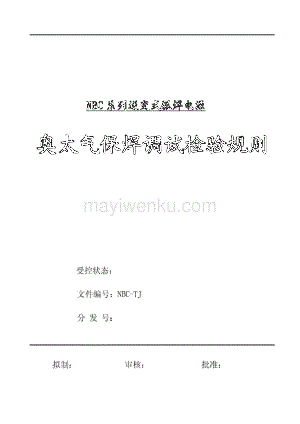 NBC系列逆变式弧焊电源
奥太气保焊调试检验规则
mayiwenku.com
受控状态：
文件编号：NBC-TJ
分 发 号：
拟制： 审核： 批准：